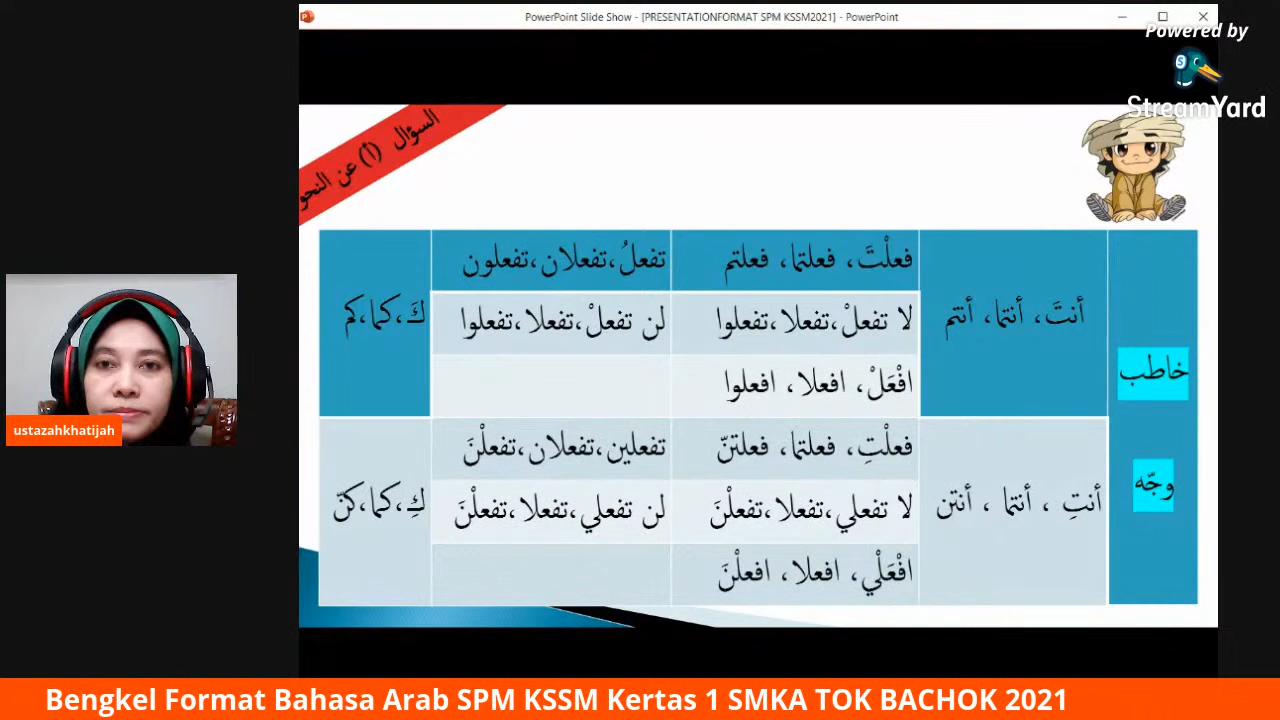 PowerPoint Slide Show - [PRESENTATIONFORMAT SPM KSSM2021] - PowerPoint
Powered by
StreamYard
السؤال (أ) عن النحو
خاطب
وجّه
أنتَ، أنتما، أنتم
فعلْتَ، فعلتما، فعلتم
تفعلُ،تفعلان،تفعلون
كَ،كما،كم
لا تفعلْ،تفعلا،تفعلوا
لن تفعلْ،تفعلا،تفعلوا
افْعَلْ، افعلا، افعلوا
أنتِ ، أنتما ، أنتن
فعلْتِ، فعلتما، فعلتنّ
تفعلين،تفعلان،تفعلْنَ
كِ،كما،كنّ
لا تفعلي،تفعلا،تفعلْنَ
لن تفعلي،تفعلا،تفعلْنَ
افْعَلْي، افعلا، افعلْنَ
ustazahkhatijah
Bengkel Format Bahasa Arab SPM KSSM Kertas 1 SMKA TOK BACHOK 2021